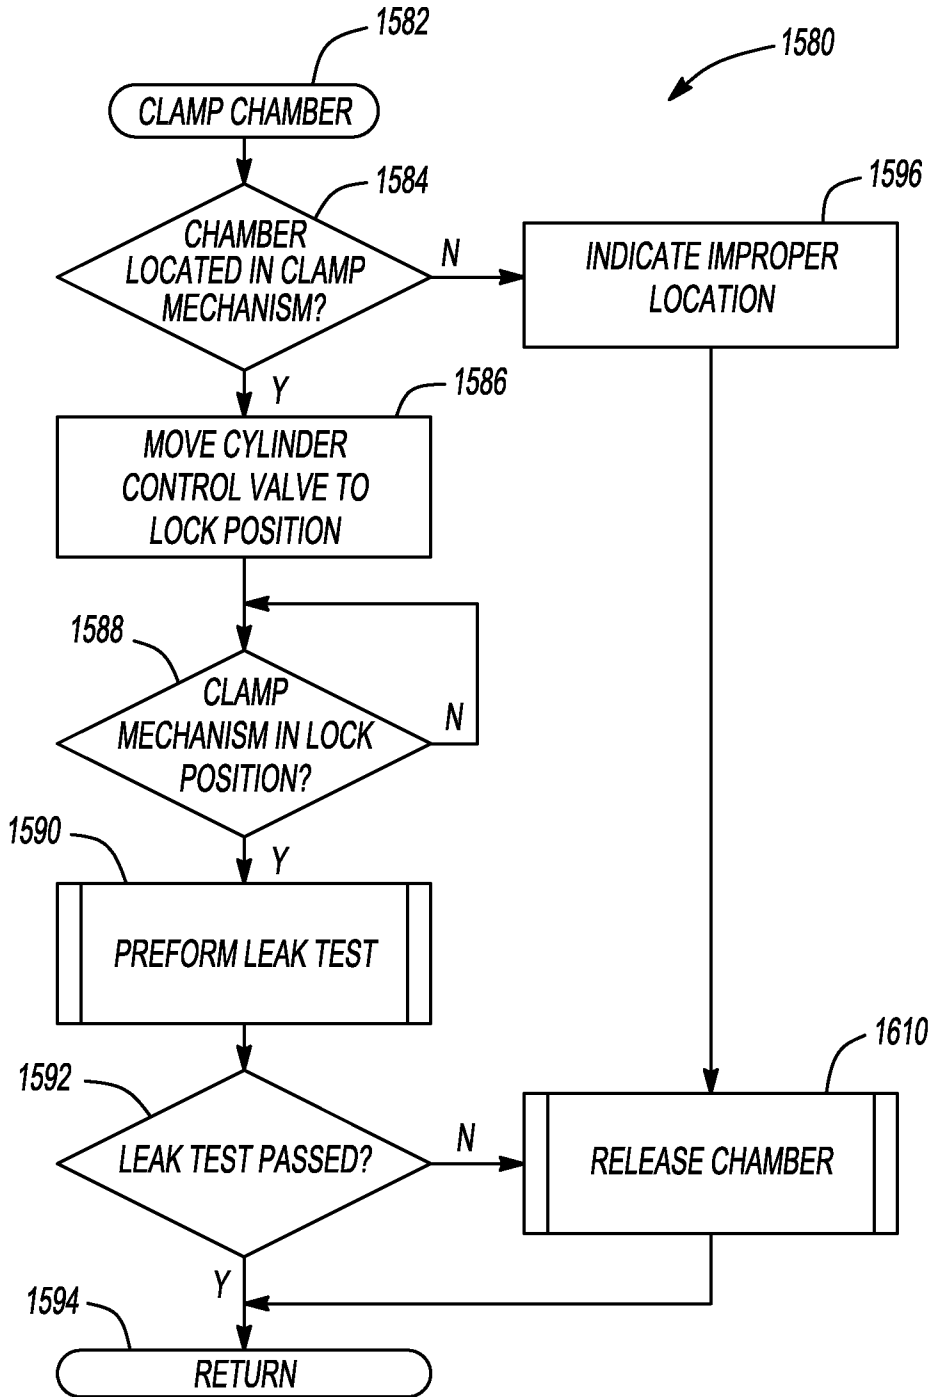 1582
1580
CLAMP CHAMBER
1584
1596
CHAMBER
LOCATED IN CLAMP
MECHANISM?
N
INDICATE IMPROPER
LOCATION
Y
1586
MOVE CYLINDER
CONTROL VALVE TO
LOCK POSITION
1588
CLAMP
MECHANISM IN LOCK
POSITION?
N
1590
Y
PREFORM LEAK TEST
1610
1592
LEAK TEST PASSED?
N
RELEASE CHAMBER
Y
1594
RETURN